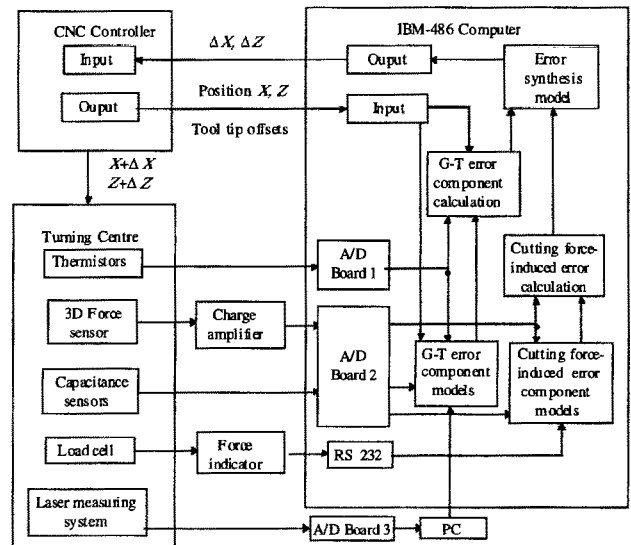 CNC Controller
Input
Ouput
ΔX, ΔZ
Position X, Z
Tool tip offsets
X+ΔX
Z+ΔZ
IBM-486 Computer
Ouput
Input
Error
synthesis
model
G-T error
component
calculation
Cutting force-
induced error
calculation
A/D
Board 1
A/D
Board 2
G-T error
component
models
Cutting force-
induced error
component
models
RS 232
Turning Centre
Thermistors
3D Force
sensor
Charge
amplifier
Capacitance
sensors
Load cell
Force
indicator
Laser measuring
system
A/D Board 3
PC